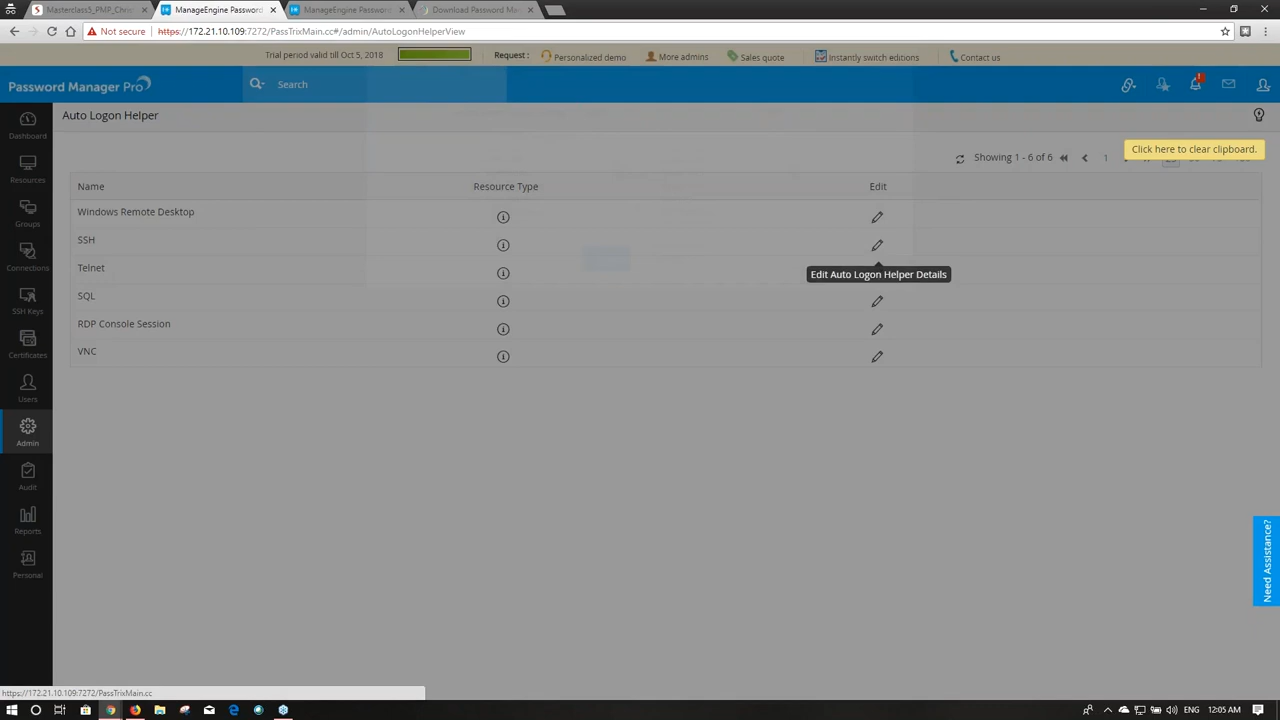 Masterclass5_PMP_Chri
ManageEngine Password
ManageEngine Password
Download Password Ma
Not secure
https://172.21.10.109:7272/PassTrixMain.cc#/admin/AutoLogonHelperView
Trial period valid till Oct 5, 2018
Request :
Personalized demo
More admins
Sales quote
Instantly switch editions
Contact us
Password Manager Pro
Search
Auto Logon Helper
Click here to clear clipboard.
Showing 1 - 6 of 6
1
Name
Resource Type
Edit
Windows Remote Desktop
SSH
Telnet
Edit Auto Logon Helper Details
SQL
RDP Console Session
VNC
Dashboard
Resources
Groups
Connections
SSH Keys
Certificates
Users
Admin
Audit
Reports
Personal
Need Assistance?
https://172.21.10.109:7272/PassTrixMain.cc
ENG
12:05 AM